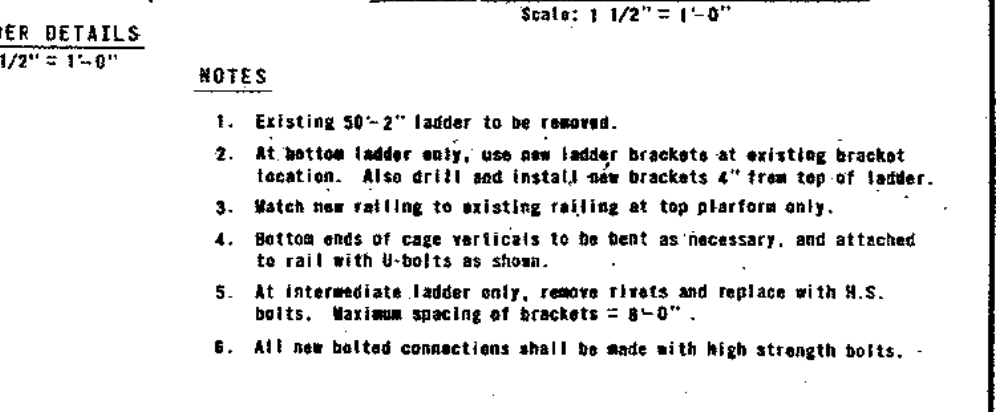 Scale: 1 1/2" = 1'-0"
DER DETAILS
1/2" = 1'-0"
NOTES
1. Existing 50'-2" ladder to be removed.
2. At bottom ladder only, use new ladder brackets at existing bracket
location. Also drill and install new brackets 4" from top of ladder.
3. Match new railing to existing railing at top plarform only.
4. Bottom ends of cage verticals to be bent as necessary, and attached
to rail with U-bolts as shown.
5. At intermediate ladder only, remove rivets and replace with H.S.
bolts. Maximum spacing of brackets = 8'-0".
6. All new bolted connections shall be made with high strength bolts.